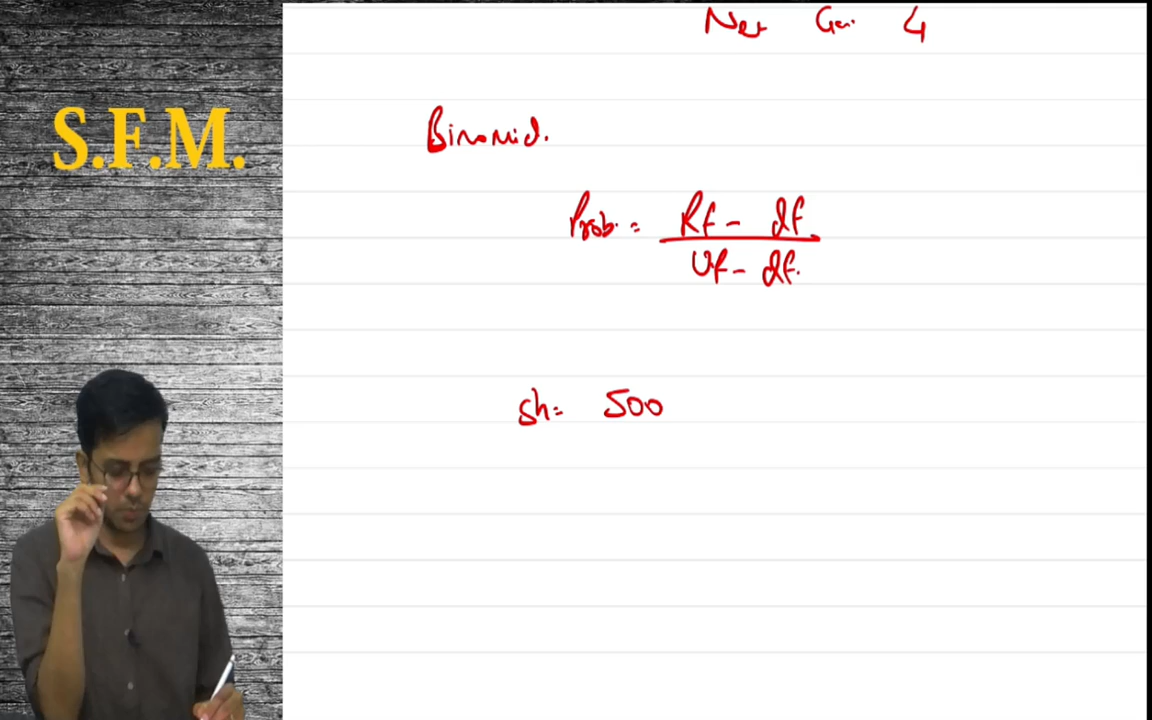 S.F.M.
Net Ga. 4
Binomial.
Prob. = Rf - df.
Uf - df.
Sh = 500